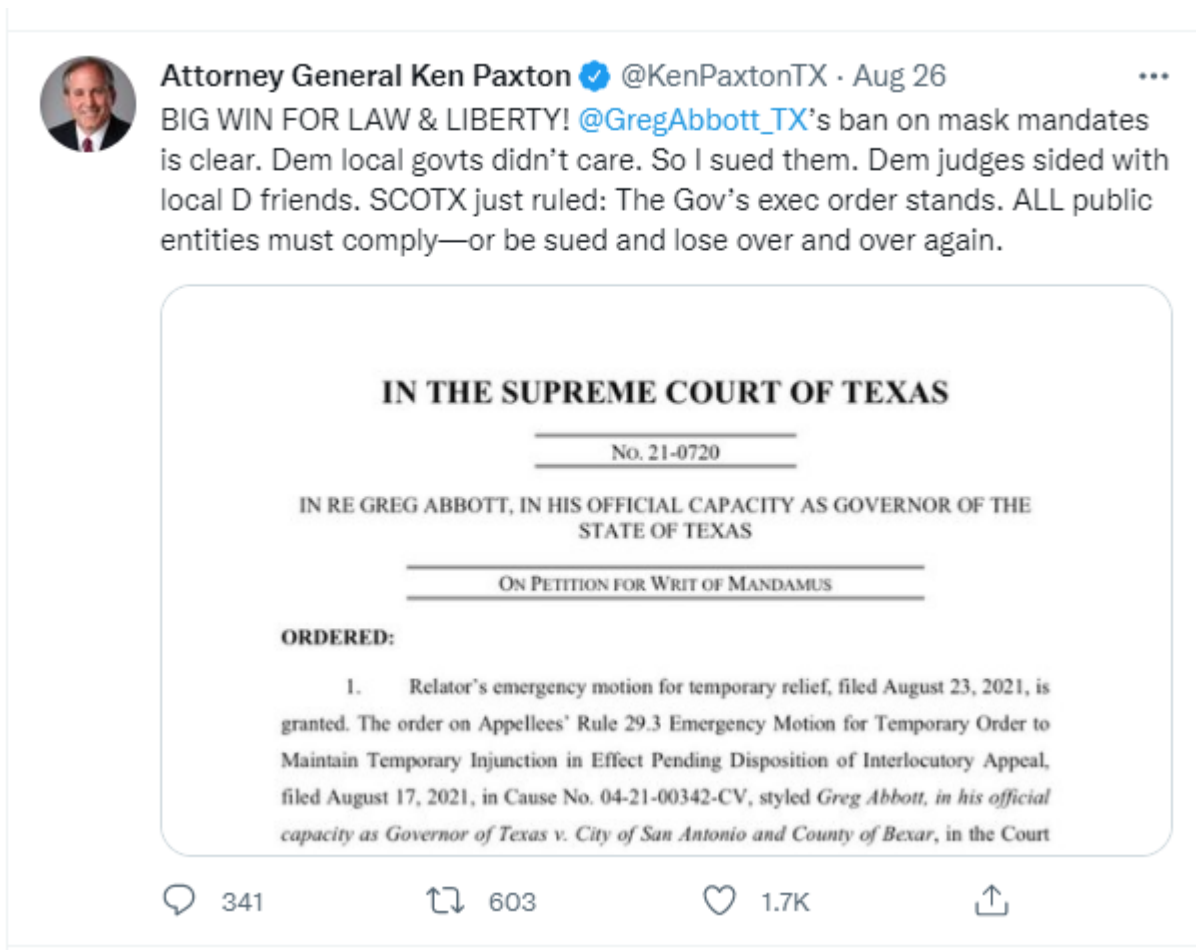 Attorney General Ken Paxton @KenPaxtonTX · Aug 26
BIG WIN FOR LAW & LIBERTY! @GregAbbott_TX’s ban on mask mandates
is clear. Dem local govts didn’t care. So I sued them. Dem judges sided with
local D friends. SCOTX just ruled: The Gov’s exec order stands. ALL public
entities must comply—or be sued and lose over and over again.
IN THE SUPREME COURT OF TEXAS
No. 21-0720
IN RE GREG ABBOTT, IN HIS OFFICIAL CAPACITY AS GOVERNOR OF THE
STATE OF TEXAS
ON PETITION FOR WRIT OF MANDAMUS
ORDERED:
1. Relator’s emergency motion for temporary relief, filed August 23, 2021, is
granted. The order on Appellees’ Rule 29.3 Emergency Motion for Temporary Order to
Maintain Temporary Injunction in Effect Pending Disposition of Interlocutory Appeal,
filed August 17, 2021, in Cause No. 04-21-00342-CV, styled Greg Abbott, in his official
capacity as Governor of Texas v. City of San Antonio and County of Bexar, in the Court
341 603 1.7K